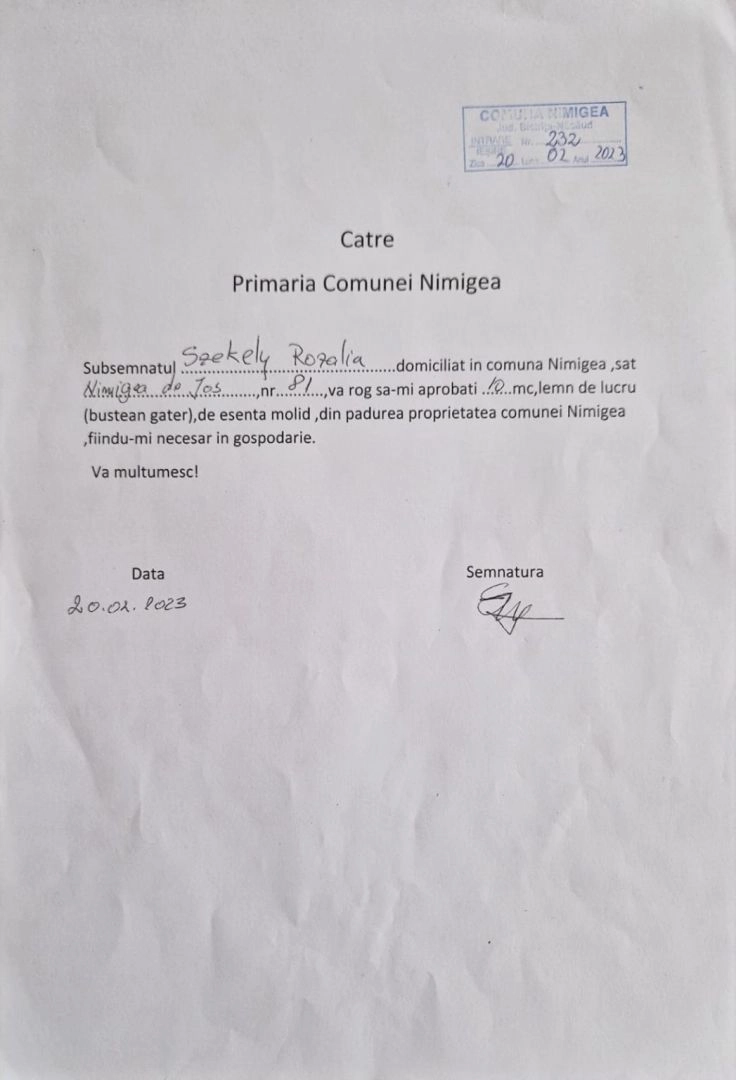 COMUNA NIMIGEA
Jud. Bistrița-Năsăud
INTRARE Nr. 232
IEȘIRE
Ziua 20 Luna 02 Anul 2023
Catre
Primaria Comunei Nimigea
Subsemnatul Szekely Rozalia domiciliat in comuna Nimigea ,sat
Nimigea de Jos ,nr. 81 ,va rog sa-mi aprobati 10 mc,lemn de lucru
(bustean gater),de esenta molid ,din padurea proprietatea comunei Nimigea
,fiindu-mi necesar in gospodarie.
Va multumesc!
Data Semnatura
20.02.2023